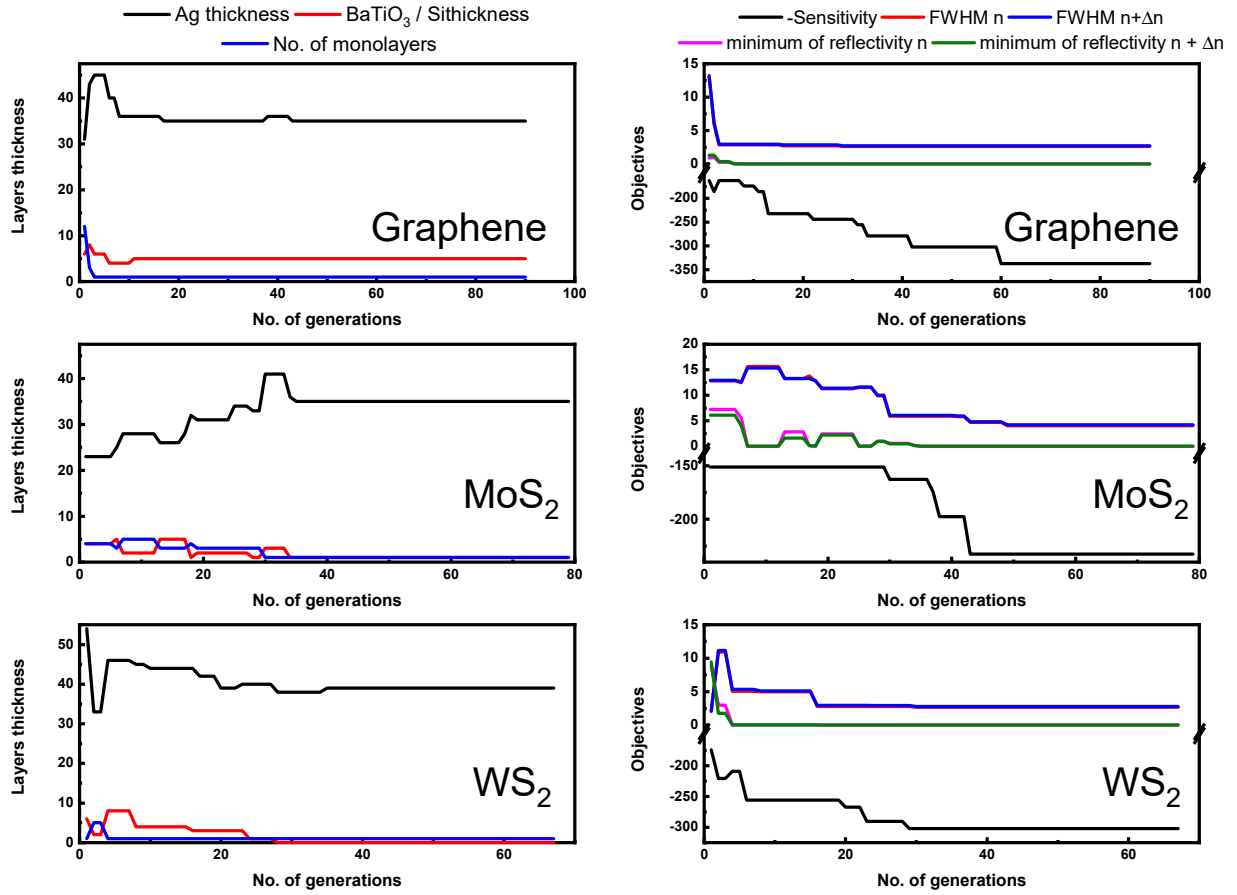 Ag thickness BaTiO3 / Sithickness
No. of monolayers
40
30
20
10
0
0 20 40 60 80 100
Layers thickness
No. of generations
Graphene
40
30
20
10
0
0 20 40 60 80
Layers thickness
No. of generations
MoS2
50
40
30
20
10
0
0 20 40 60
Layers thickness
No. of generations
WS2
-Sensitivity FWHM n FWHM n+Δn
minimum of reflectivity n minimum of reflectivity n + Δn
15
10
5
0
-200
-250
-300
-350
0 20 40 60 80 100
Objectives
No. of generations
Graphene
20
15
10
5
0
-150
-200
0 20 40 60 80
Objectives
No. of generations
MoS2
15
10
5
0
-200
-250
-300
0 20 40 60
Objectives
No. of generations
WS2